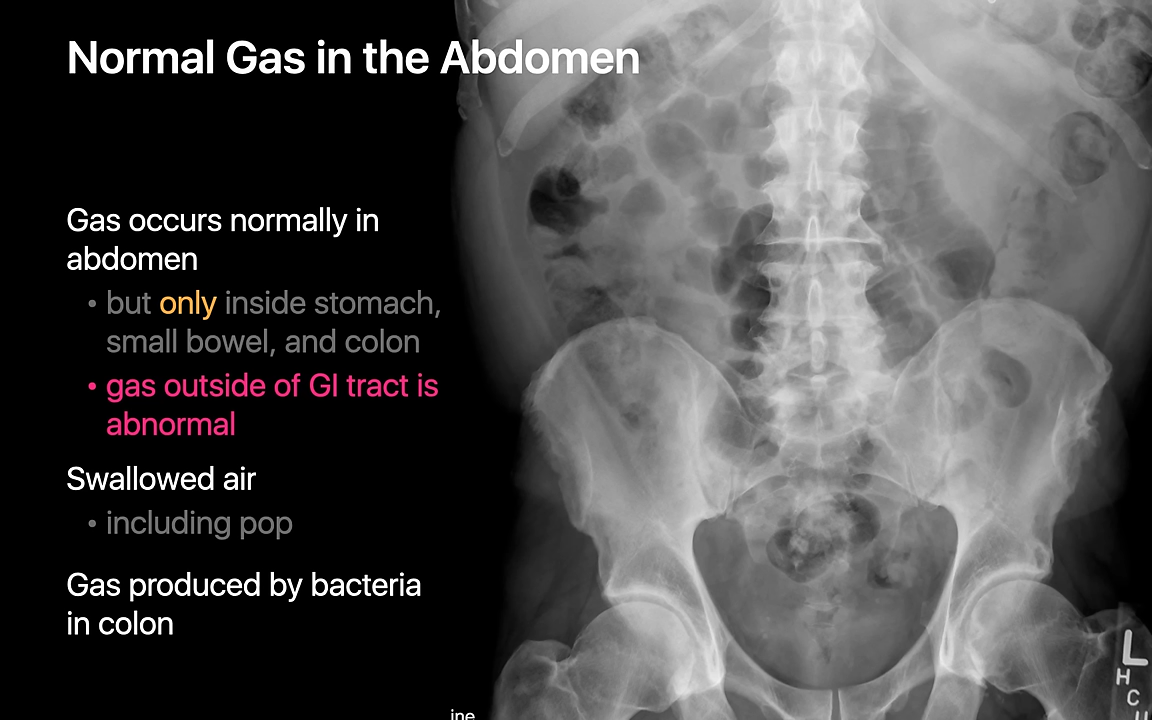 Normal Gas in the Abdomen
Gas occurs normally in
abdomen
• but only inside stomach,
small bowel, and colon
• gas outside of GI tract is
abnormal
Swallowed air
• including pop
Gas produced by bacteria
in colon
ine
L
H
C